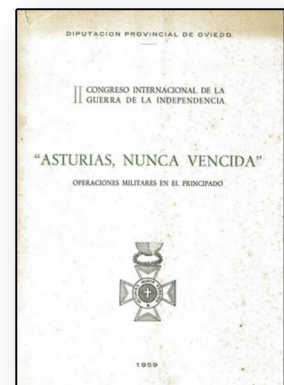 DIPUTACION PROVINCIAL DE OVIEDO
II CONGRESO INTERNACIONAL DE LA
GUERRA DE LA INDEPENDENCIA
"ASTURIAS, NUNCA VENCIDA"
OPERACIONES MILITARES EN EL PRINCIPADO
1959